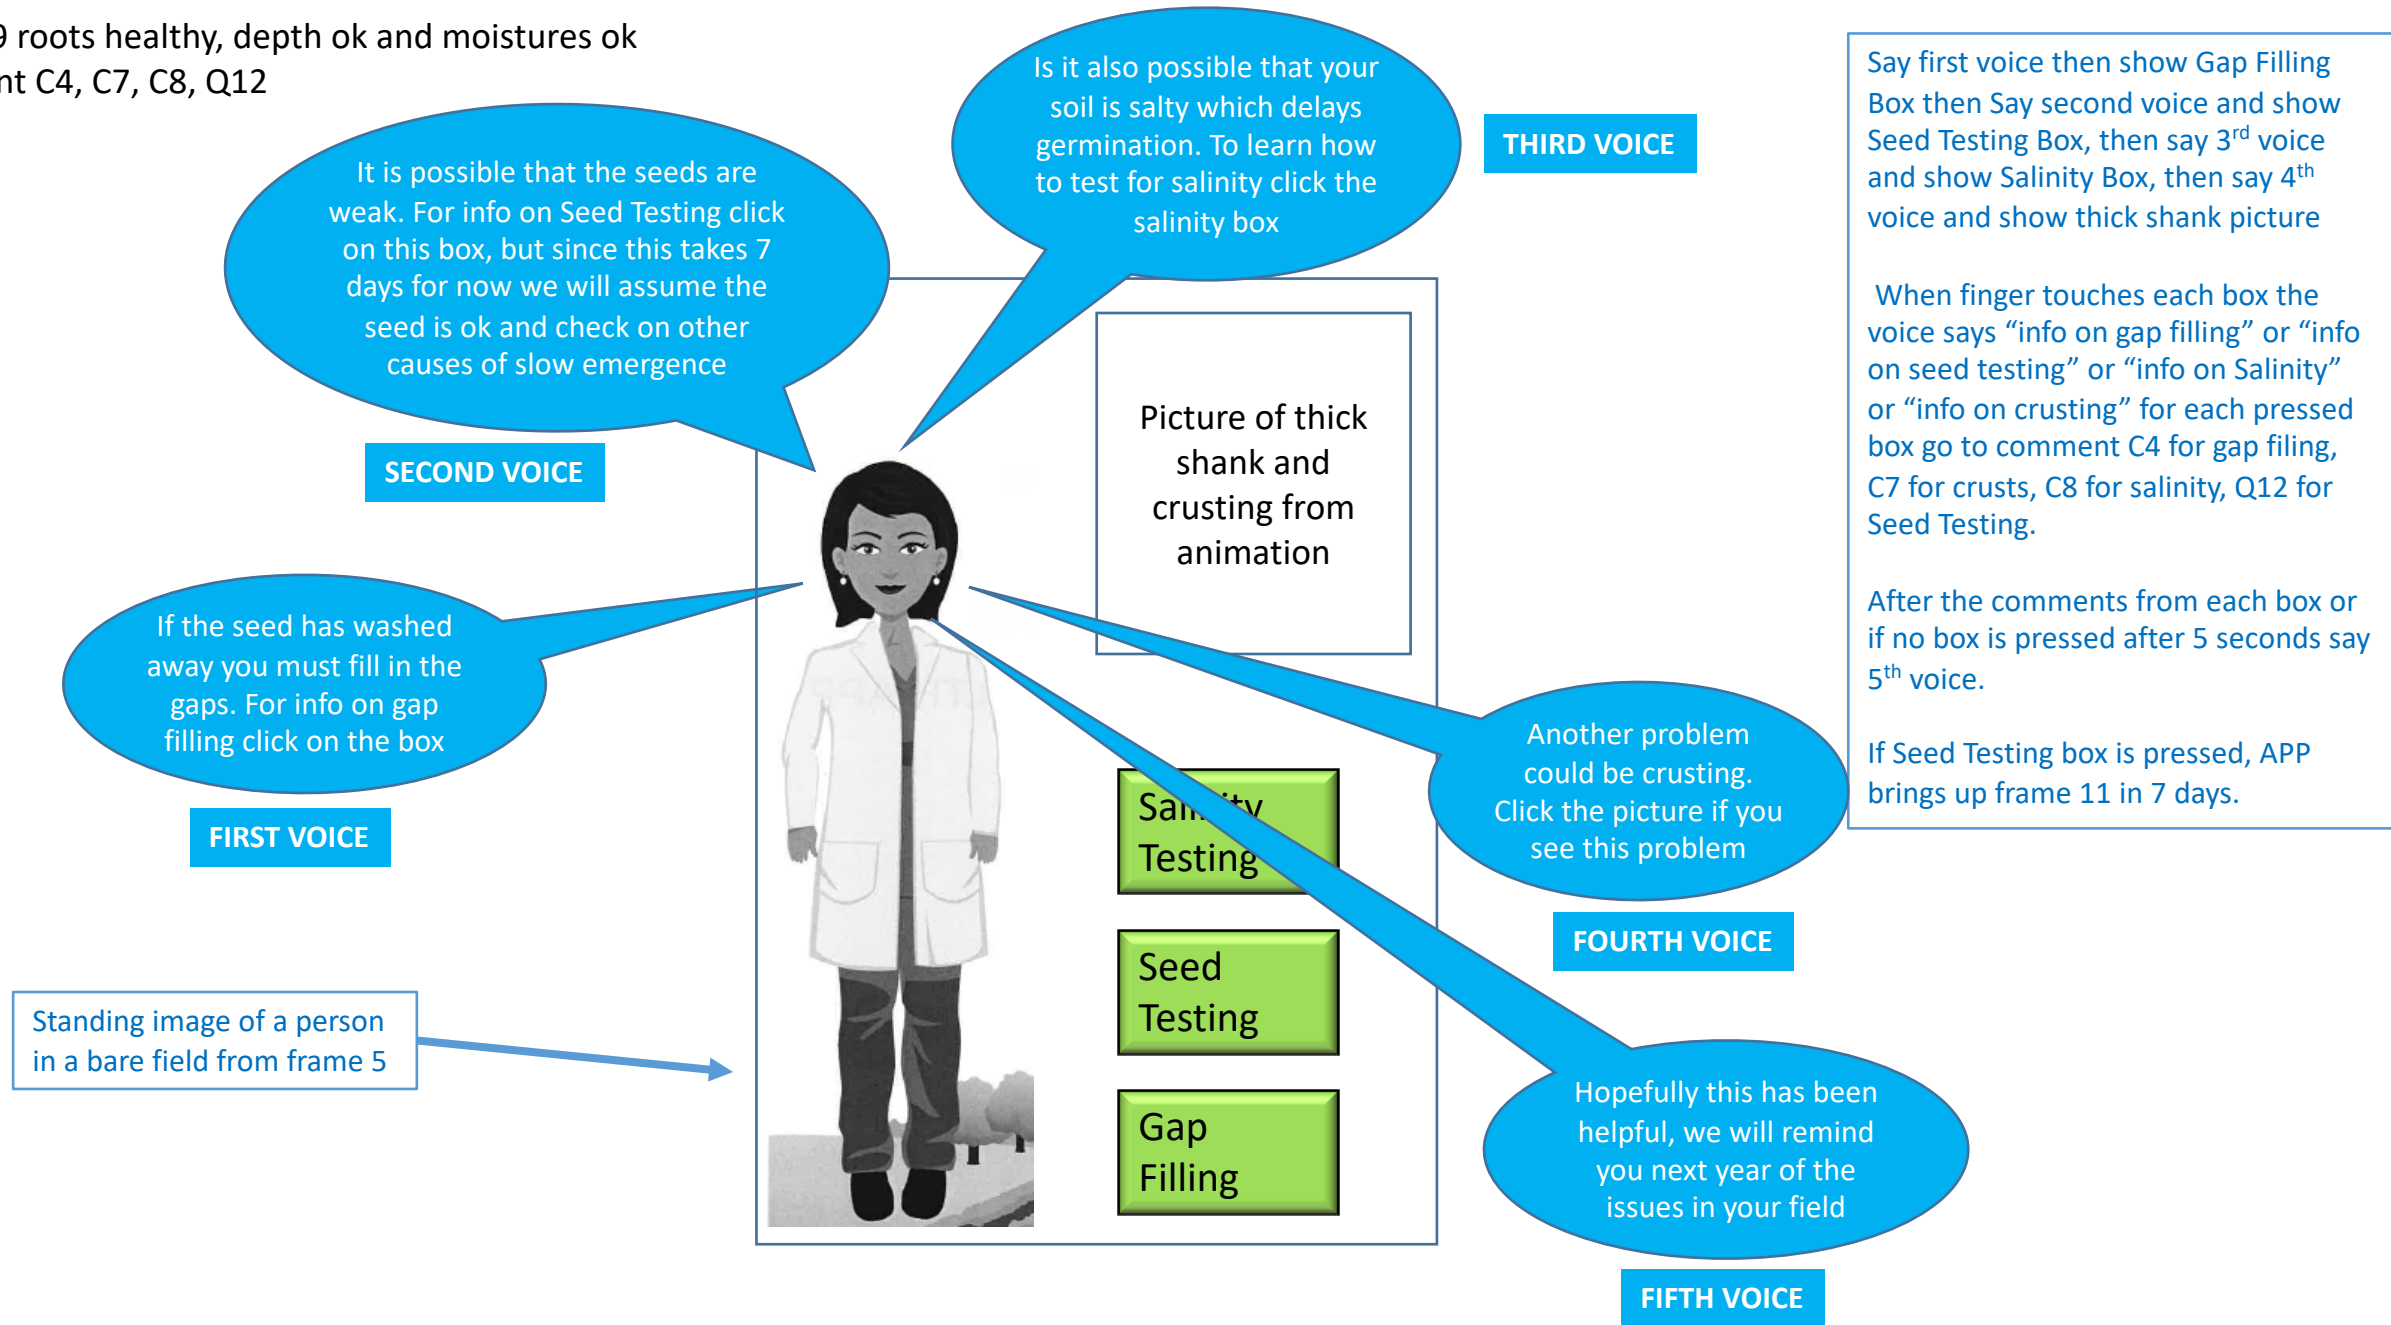 9 roots healthy, depth ok and moistures ok
nt C4, C7, C8, Q12
It is possible that the seeds are
weak. For info on Seed Testing click
on this box, but since this takes 7
days for now we will assume the
seed is ok and check on other
causes of slow emergence
SECOND VOICE
Is it also possible that your
soil is salty which delays
germination. To learn how
to test for salinity click the
salinity box
THIRD VOICE
Say first voice then show Gap Filling
Box then Say second voice and show
Seed Testing Box, then say 3rd voice
and show Salinity Box, then say 4th
voice and show thick shank picture
When finger touches each box the
voice says “info on gap filling” or “info
on seed testing” or “info on Salinity”
or “info on crusting” for each pressed
box go to comment C4 for gap filing,
C7 for crusts, C8 for salinity, Q12 for
Seed Testing.
After the comments from each box or
if no box is pressed after 5 seconds say
5th voice.
If Seed Testing box is pressed, APP
brings up frame 11 in 7 days.
Picture of thick
shank and
crusting from
animation
If the seed has washed
away you must fill in the
gaps. For info on gap
filling click on the box
FIRST VOICE
Another problem
could be crusting.
Click the picture if you
see this problem
FOURTH VOICE
Salinity
Testing
Seed
Testing
Gap
Filling
Standing image of a person
in a bare field from frame 5
Hopefully this has been
helpful, we will remind
you next year of the
issues in your field
FIFTH VOICE